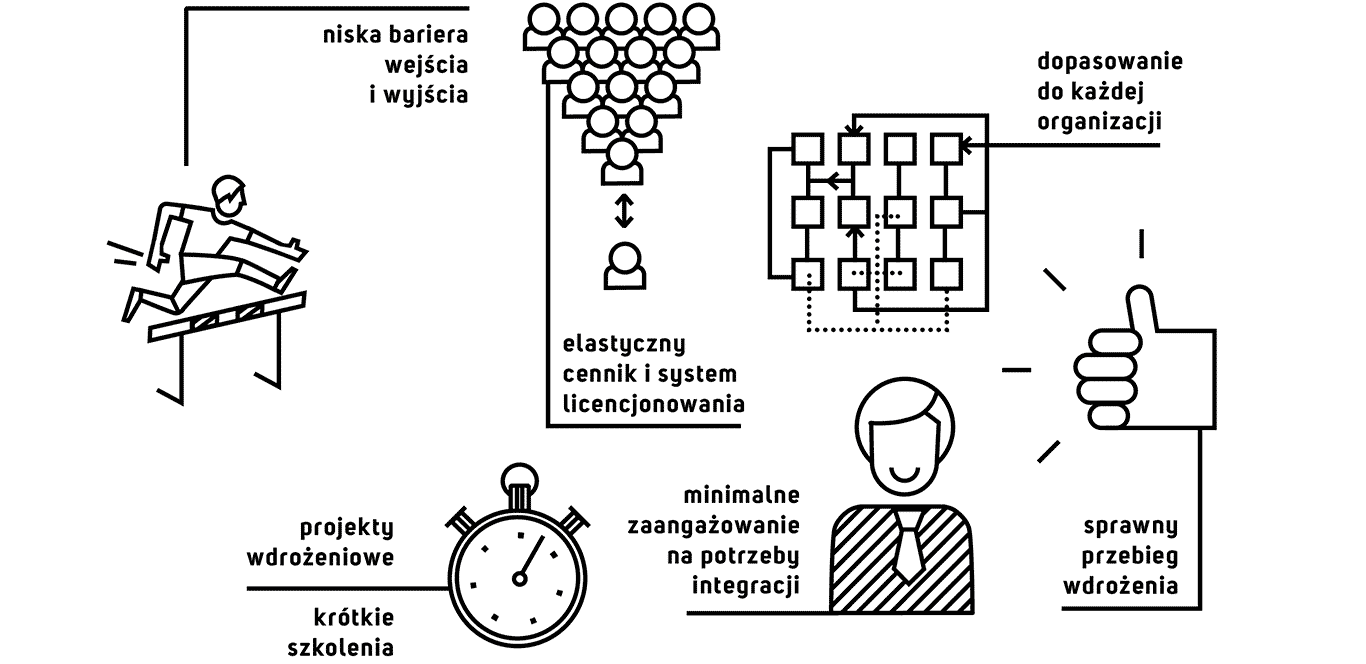 niska bariera
wejścia
i wyjścia
dopasowanie
do każdej
organizacji
elastyczny
cennik i system
licencjonowania
projekty
wdrożeniowe
krótkie
szkolenia
minimalne
zaangażowanie
na potrzeby
integracji
sprawny
przebieg
wdrożenia